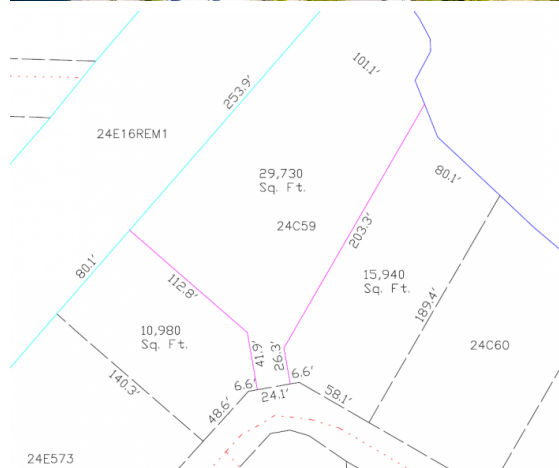 101.1'
253.9'
24E16REM1
80.1'
29,730
Sq. Ft.
24C59
203.3'
80.1'
112.8'
15,940
Sq. Ft.
189.4'
10,980
Sq. Ft.
41.9'
26.3'
24C60
140.3'
6.6'
24.1'
6.6'
48.6'
58.1'
24E573